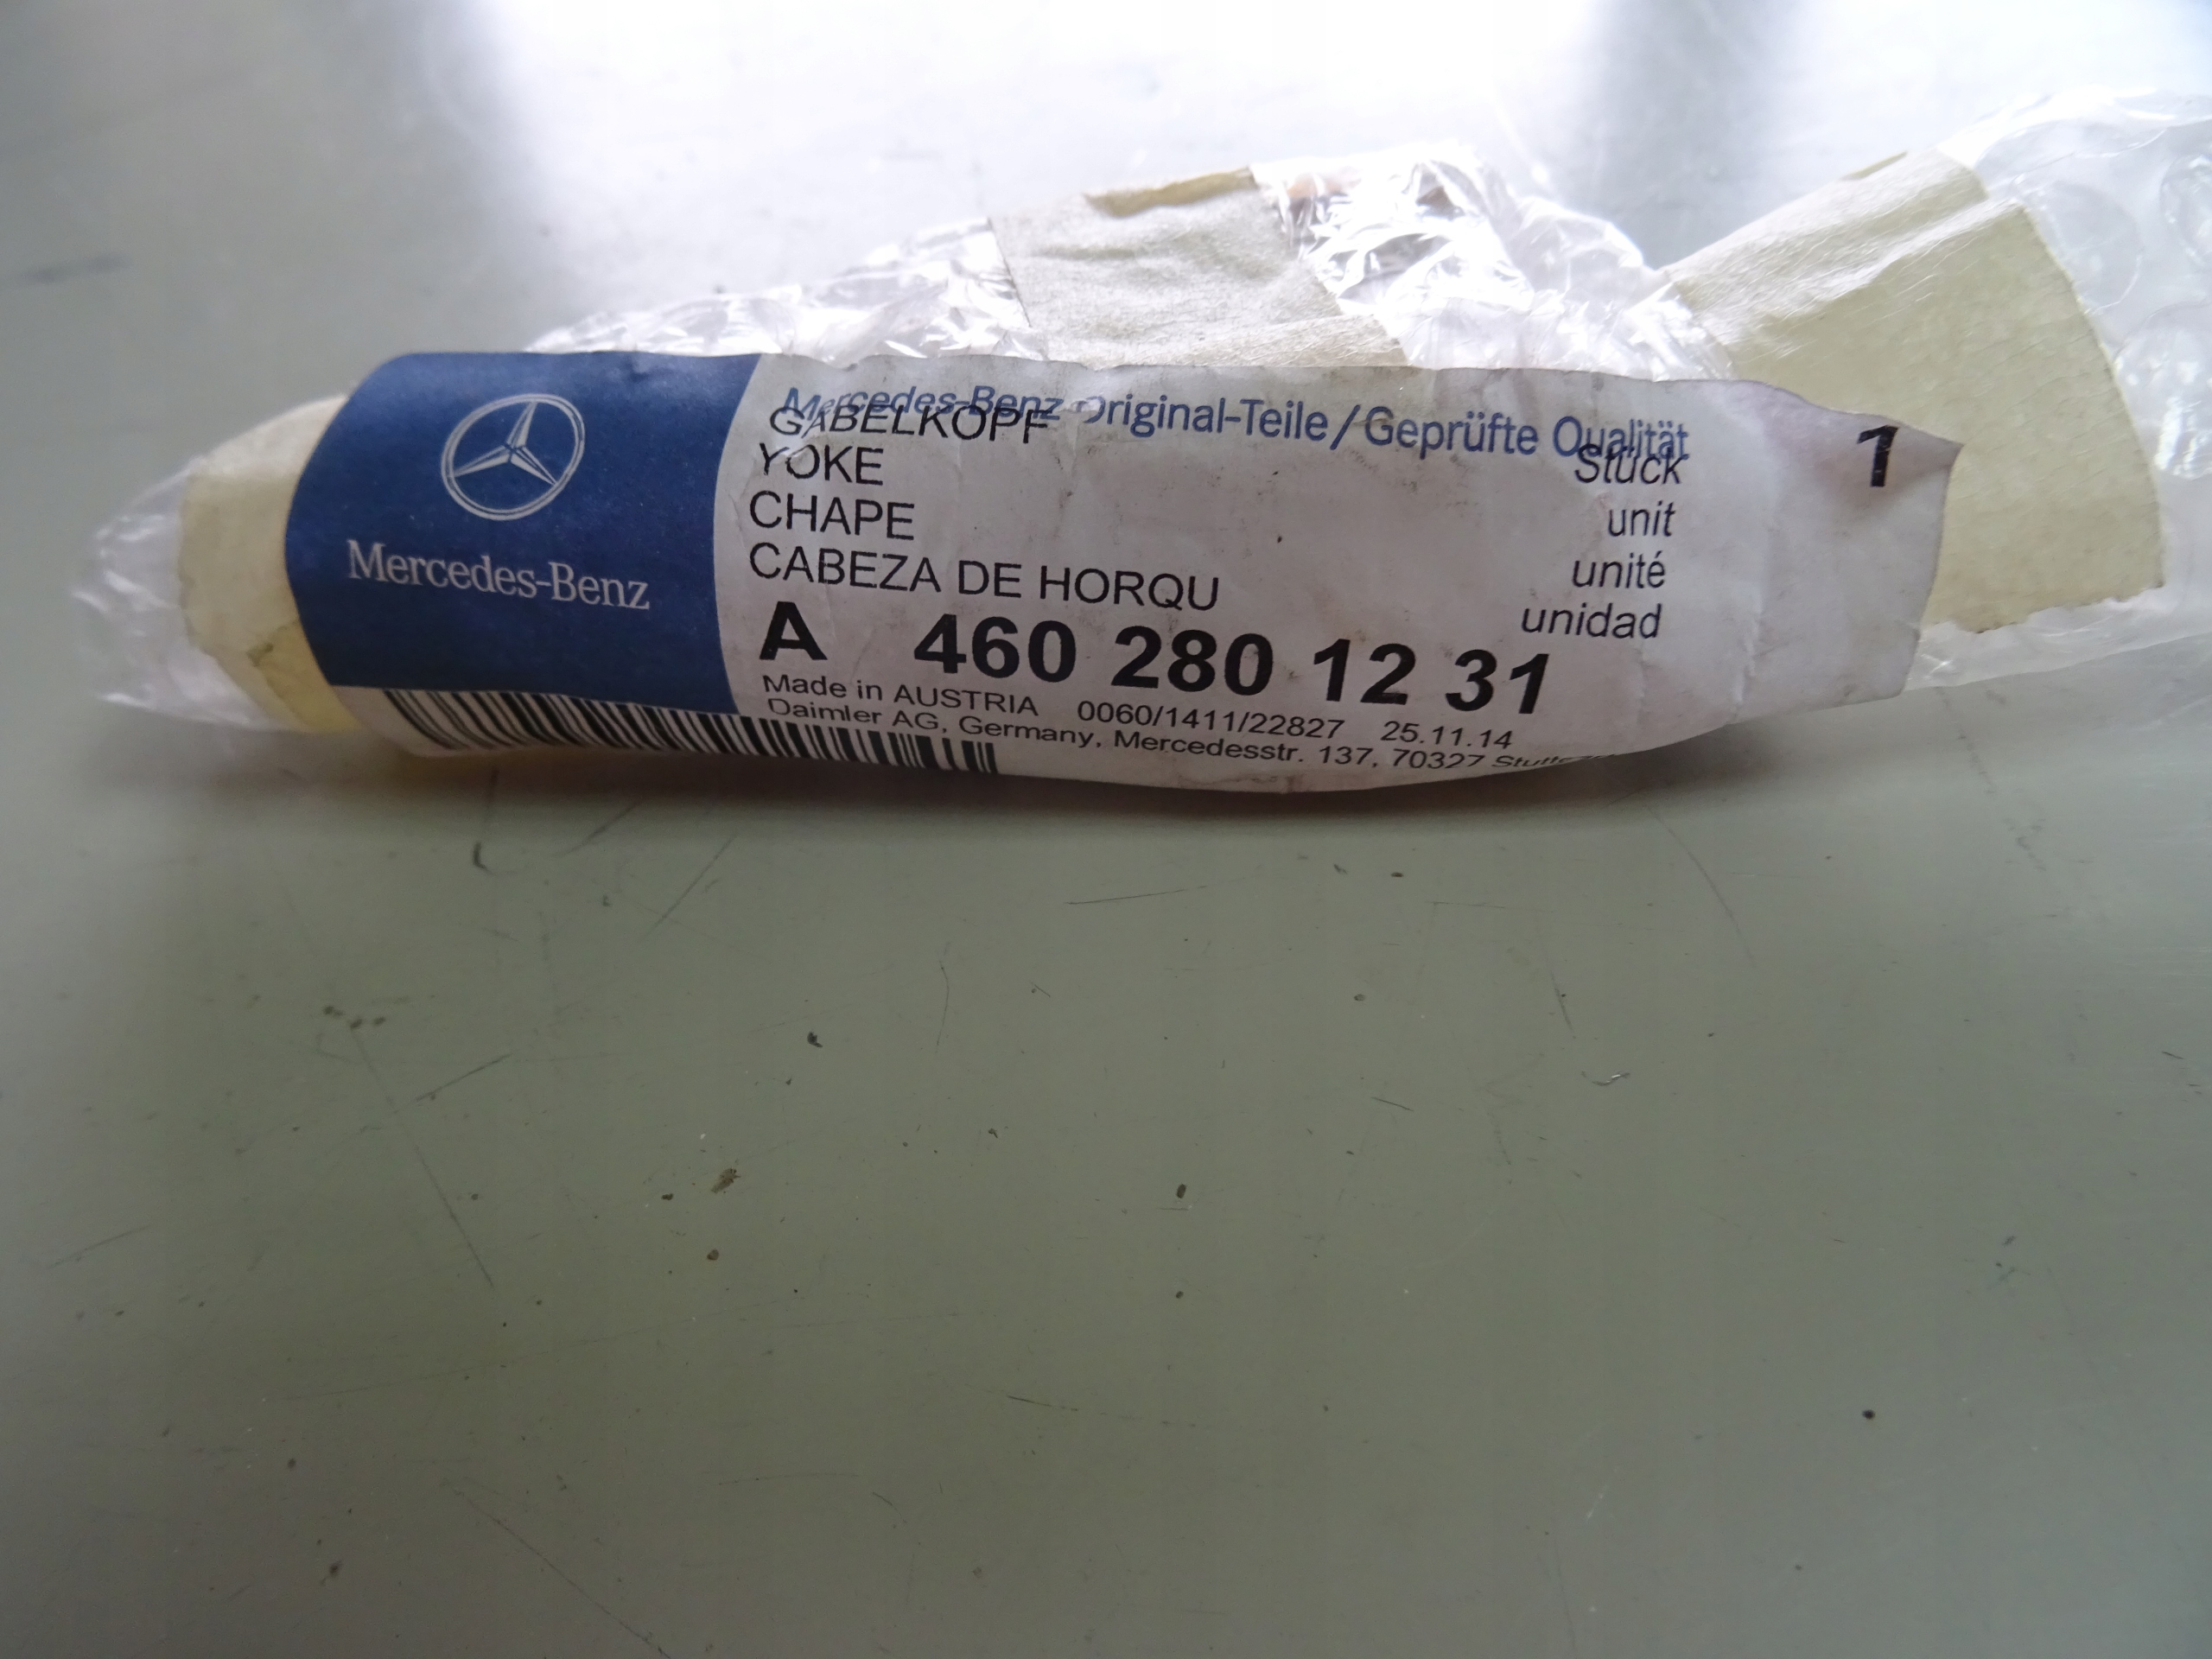 Mercedes-Benz
Mercedes-Benz Original-Teile/Geprüfte Qualität
GABELKOPF Stück 1
YOKE unit
CHAPE unité
CABEZA DE HORQU unidad
A 460 280 12 31
Made in AUSTRIA 0060/1411/22827 25.11.14
Daimler AG, Germany, Mercedesstr. 137, 70327